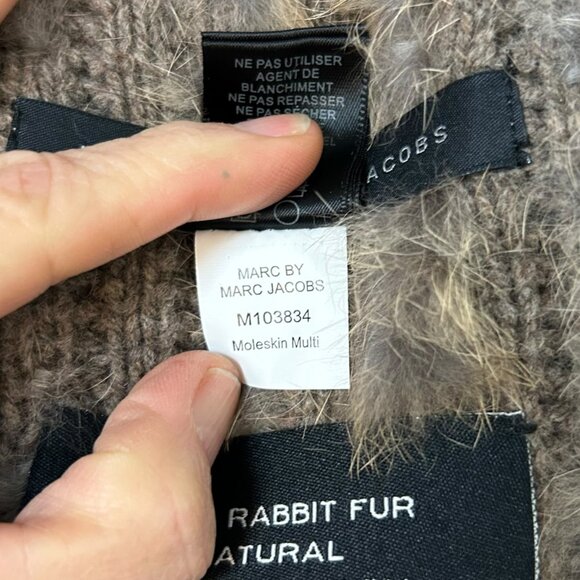 NE PAS UTILISER
AGENT DE
BLANCHIMENT
NE PAS REPASSER
NE PAS SÉCHER
ACOBS
MARC BY
MARC JACOBS
M103834
Moleskin Multi
RABBIT FUR
ATURAL